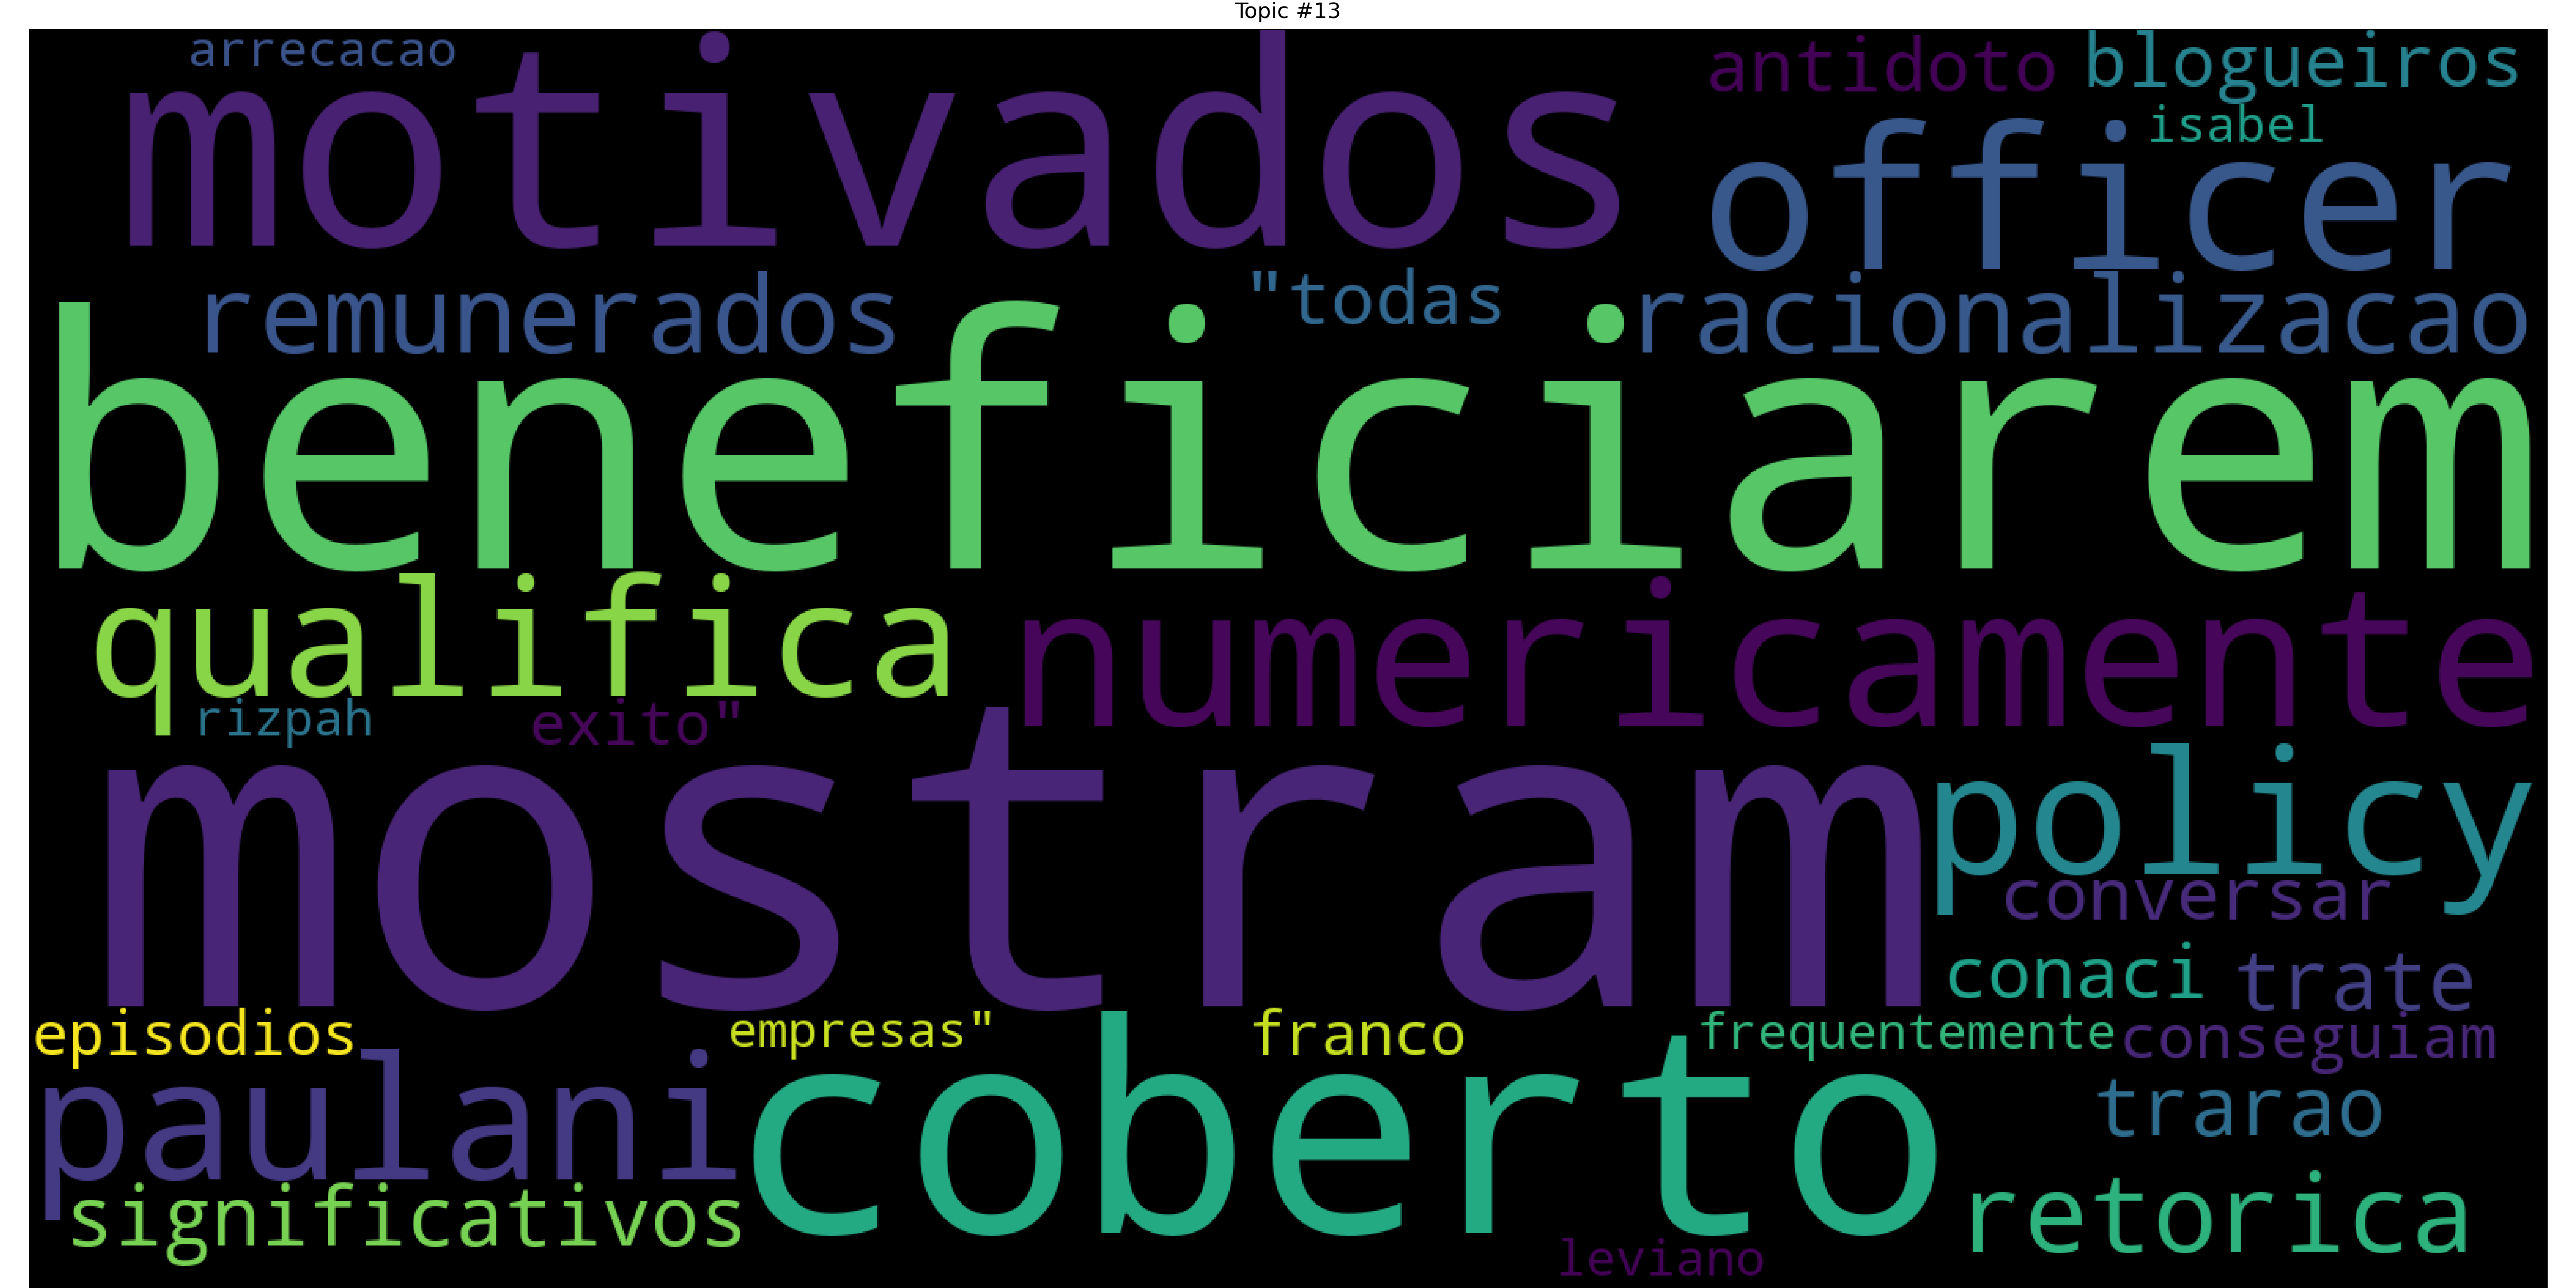 Topic #13
arrecacao
motivados
antidoto
blogueiros
isabel
officer
remunerados
"todas
racionalizacao
beneficiarem
qualifica
numericamente
rizpah
exito"
mostram
policy
conversar
conaci
trate
episodios
empresas"
franco
frequentemente
conseguiam
paulani
coberto
trarao
significativos
retorica
leviano